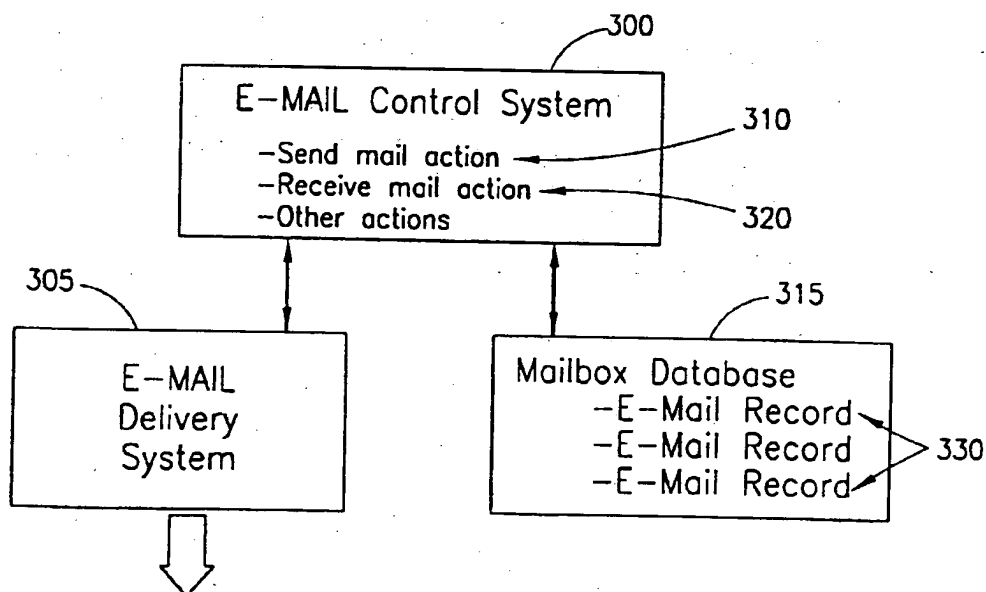 300
E-MAIL Control System
310
-Send mail action
-Receive mail action
320
-Other actions
305
315
E-MAIL
Delivery
System
Mailbox Database
-E-Mail Record
-E-Mail Record
330
-E-Mail Record